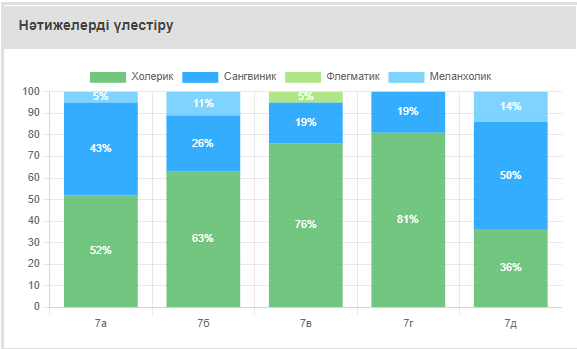 Нәтижелерді үлестіру
Холерик Сангвиник Флегматик Меланхолик
100 5% 11% 5% 19% 14%
90
80 43% 26% 19%
70
60 50%
50
40 52% 63% 76% 81%
30
20 36%
10
0
7а 7б 7в 7г 7д